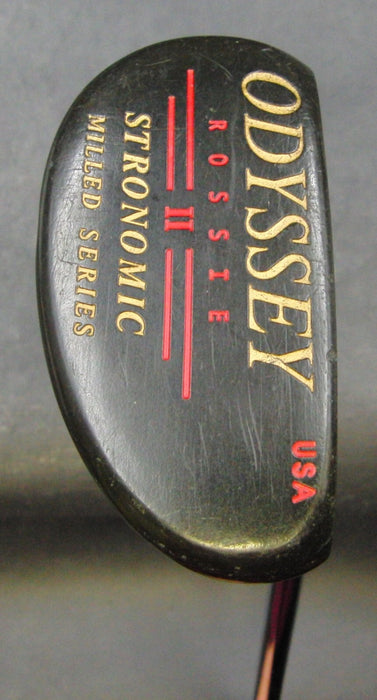 ODYSSEY
USA
ROSSIE
II
STRONOMIC
MILLED SERIES